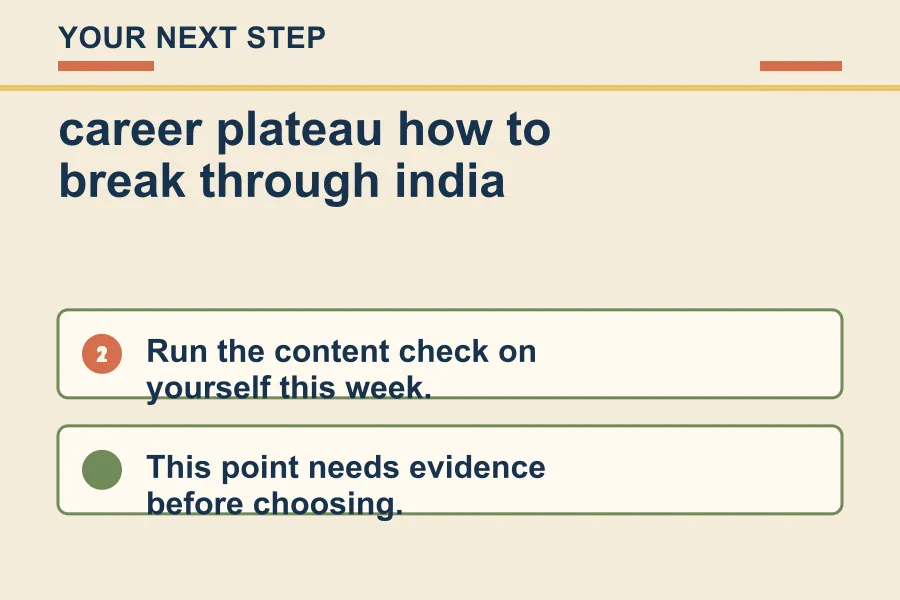 YOUR NEXT STEP
career plateau how to
break through india
2
Run the content check on
yourself this week.
This point needs evidence
before choosing.